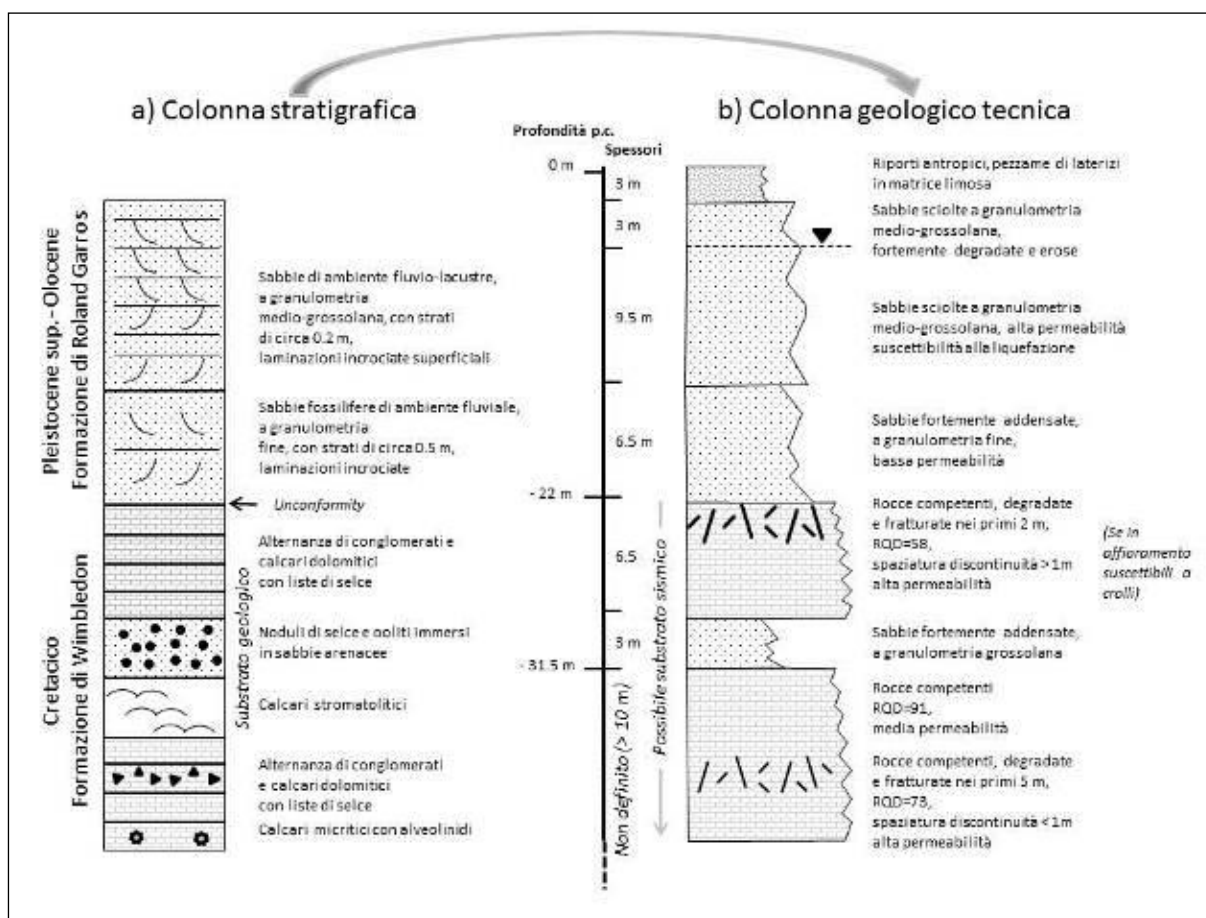 a) Colonna stratigrafica
Pleistocene sup. - Olocene
Formazione di Roland Garros
Sabbie di ambiente fluvio-lacustre,
a granulometria
medio-grossolana, con strati
di circa 0.2 m,
laminazioni incrociate superficiali
Sabbie fossilifere di ambiente fluviale,
a granulometria
fine, con strati di circa 0.5 m,
laminazioni incrociate
Unconformity
Cretacico
Formazione di Wimbledon
Substrato geologico
Alternanza di conglomerati e
calcari dolomitici
con liste di selce
Noduli di selce e ooliti immersi
in sabbie arenacee
Calcari stromatolitici
Alternanza di conglomerati
e calcari dolomitici
con liste di selce
Calcari micritici con alveolinidi
Profondità p.c.
Spessori
0 m
3 m
3 m
9.5 m
6.5 m
- 22 m
6.5
3 m
- 31.5 m
Non definito (> 10 m)
Possibile substrato sismico
b) Colonna geologico tecnica
Riporti antropici, pezzame di laterizi
in matrice limosa
Sabbie sciolte a granulometria
medio-grossolana,
fortemente degradate e erose
Sabbie sciolte a granulometria
medio-grossolana, alta permeabilità
suscettibilità alla liquefazione
Sabbie fortemente addensate,
a granulometria fine,
bassa permeabilità
Rocce competenti, degradate
e fratturate nei primi 2 m,
RQD=58,
spaziatura discontinuità > 1m
alta permeabilità
(Se in
affioramento
suscettibili a
crolli)
Sabbie fortemente addensate,
a granulometria grossolana
Rocce competenti
RQD=91,
media permeabilità
Rocce competenti, degradate
e fratturate nei primi 5 m,
RQD=73,
spaziatura discontinuità < 1m
alta permeabilità